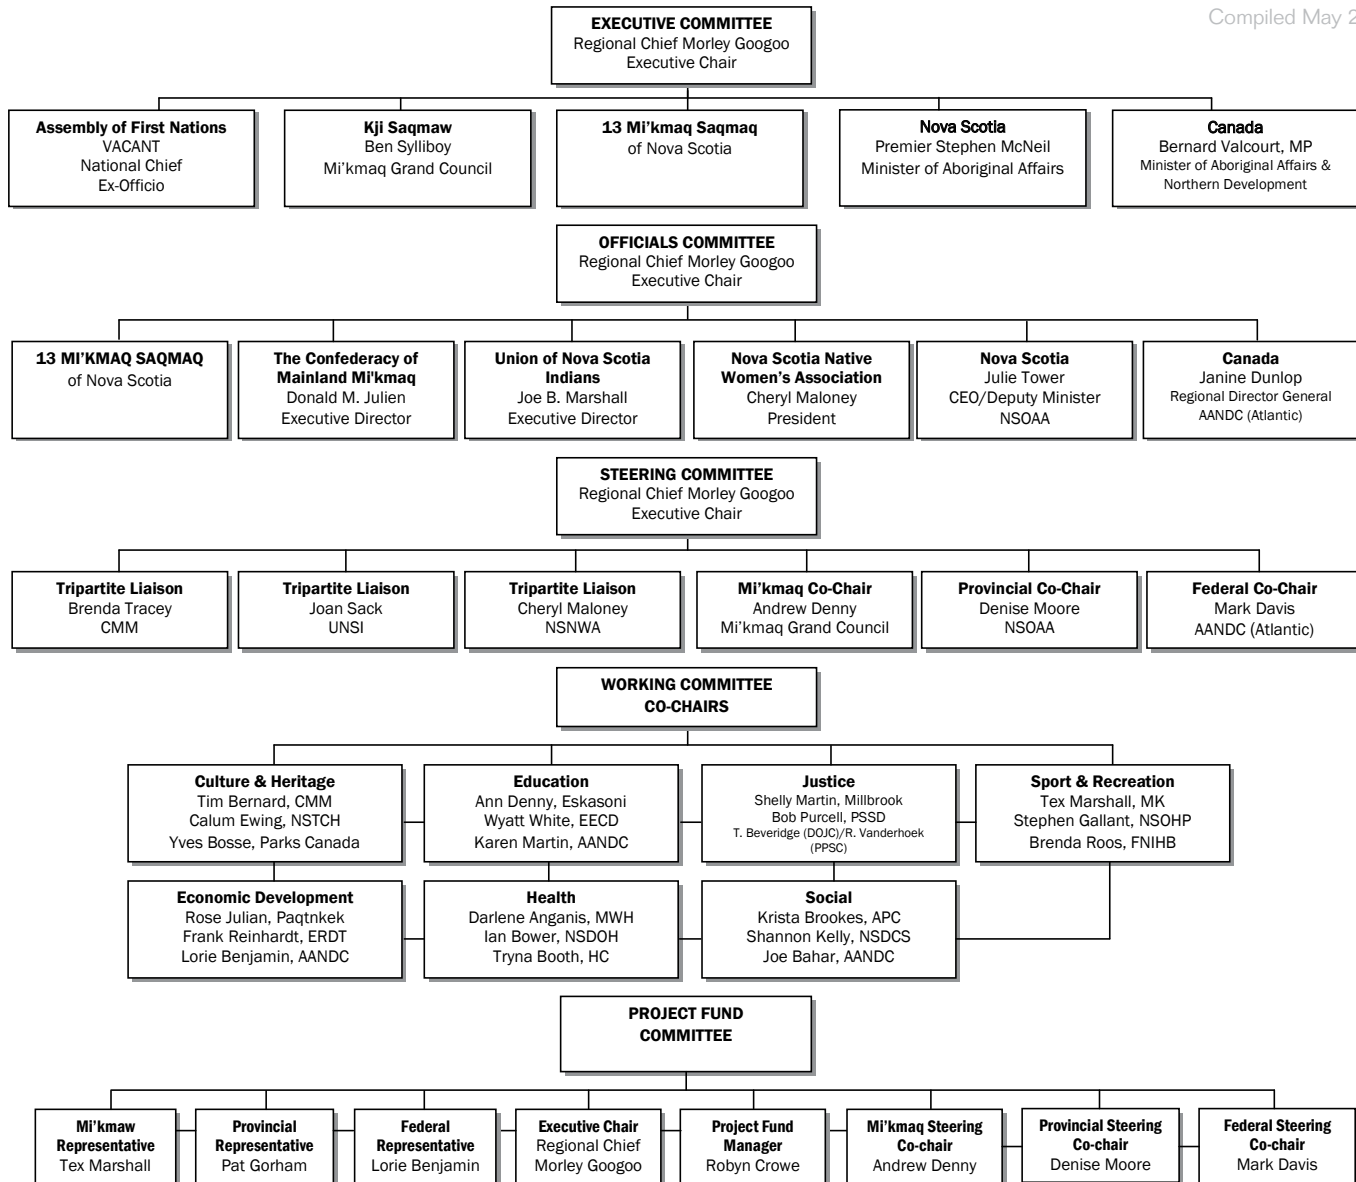 Compiled May 2
EXECUTIVE COMMITTEE
Regional Chief Morley Googoo
Executive Chair
Assembly of First Nations
VACANT
National Chief
Ex-Officio
Kji Saqmaw
Ben Sylliboy
Mi'kmaq Grand Council
13 Mi'kmaq Saqmaq
of Nova Scotia
Nova Scotia
Premier Stephen McNeil
Minister of Aboriginal Affairs
Canada
Bernard Valcourt, MP
Minister of Aboriginal Affairs &
Northern Development
OFFICIALS COMMITTEE
Regional Chief Morley Googoo
Executive Chair
13 MI'KMAQ SAQMAQ
of Nova Scotia
The Confederacy of
Mainland Mi'kmaq
Donald M. Julien
Executive Director
Union of Nova Scotia
Indians
Joe B. Marshall
Executive Director
Nova Scotia Native
Women's Association
Cheryl Maloney
President
Nova Scotia
Julie Tower
CEO/Deputy Minister
NSOAA
Canada
Janine Dunlop
Regional Director General
AANDC (Atlantic)
STEERING COMMITTEE
Regional Chief Morley Googoo
Executive Chair
Tripartite Liaison
Brenda Tracey
CMM
Tripartite Liaison
Joan Sack
UNSI
Tripartite Liaison
Cheryl Maloney
NSNWA
Mi'kmaq Co-Chair
Andrew Denny
Mi'kmaq Grand Council
Provincial Co-Chair
Denise Moore
NSOAA
Federal Co-Chair
Mark Davis
AANDC (Atlantic)
WORKING COMMITTEE
CO-CHAIRS
Culture & Heritage
Tim Bernard, CMM
Calum Ewing, NSTCH
Yves Bosse, Parks Canada
Education
Ann Denny, Eskasoni
Wyatt White, EECD
Karen Martin, AANDC
Justice
Shelly Martin, Millbrook
Bob Purcell, PSSD
T. Beveridge (DOJC)/R. Vanderhoek
(PPSC)
Sport & Recreation
Tex Marshall, MK
Stephen Gallant, NSOHP
Brenda Roos, FNIHB
Economic Development
Rose Julian, Paqtnkek
Frank Reinhardt, ERDT
Lorie Benjamin, AANDC
Health
Darlene Anganis, MWH
Ian Bower, NSDOH
Tryna Booth, HC
Social
Krista Brookes, APC
Shannon Kelly, NSDCS
Joe Bahar, AANDC
PROJECT FUND
COMMITTEE
Mi'kmaw
Representative
Tex Marshall
Provincial
Representative
Pat Gorham
Federal
Representative
Lorie Benjamin
Executive Chair
Regional Chief
Morley Googoo
Project Fund
Manager
Robyn Crowe
Mi'kmaq Steering
Co-chair
Andrew Denny
Provincial Steering
Co-chair
Denise Moore
Federal Steering
Co-chair
Mark Davis